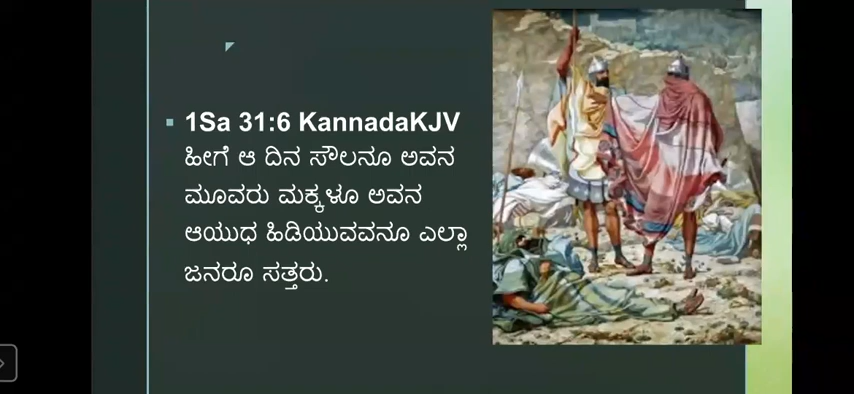 1Sa 31:6 KannadaKJV
ಹೀಗೆ ಆ ದಿನ ಸೌಲನೂ ಅವನ
ಮೂವರು ಮಕ್ಕಳೂ ಅವನ
ಆಯುಧ ಹಿಡಿಯುವವನೂ ಎಲ್ಲಾ
ಜನರೂ ಸತ್ತರು.